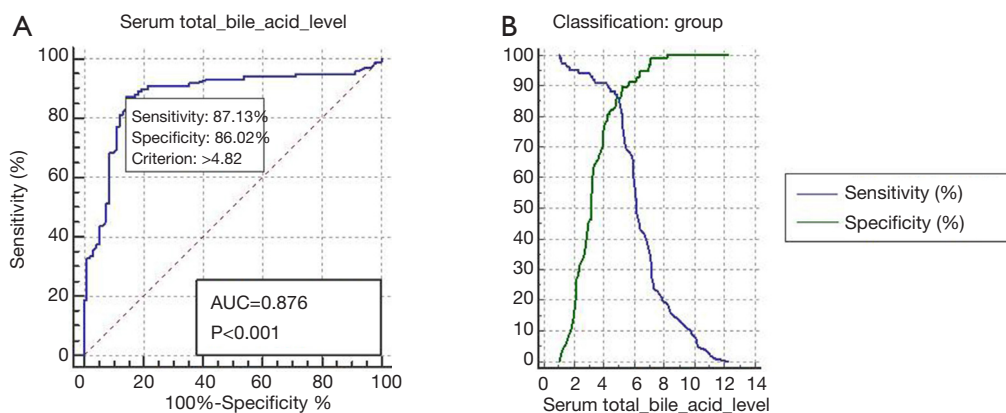 A
Serum total_bile_acid_level
100
80
60
40
20
0
Sensitivity (%)
Sensitivity: 87.13%
Specificity: 86.02%
Criterion: >4.82
AUC=0.876
P<0.001
0 20 40 60 80 100
100%-Specificity %
B
Classification: group
100
90
80
70
60
50
40
30
20
10
0
0 2 4 6 8 10 12 14
Serum total_bile_acid_level
Sensitivity (%)
Specificity (%)